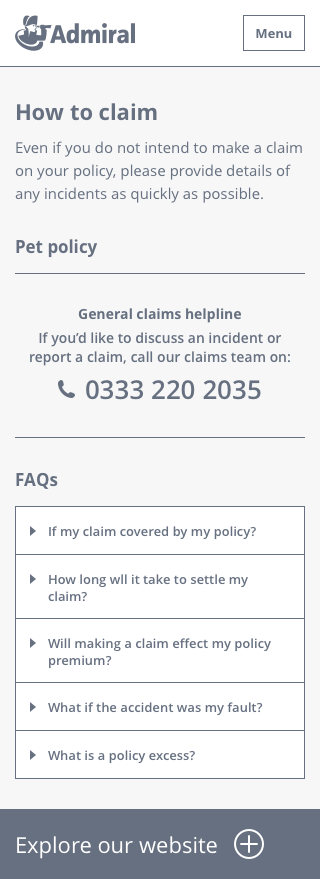 Admiral
Menu
How to claim
Even if you do not intend to make a claim
on your policy, please provide details of
any incidents as quickly as possible.
Pet policy
General claims helpline
If you’d like to discuss an incident or
report a claim, call our claims team on:
0333 220 2035
FAQs
If my claim covered by my policy?
How long wll it take to settle my
claim?
Will making a claim effect my policy
premium?
What if the accident was my fault?
What is a policy excess?
Explore our website